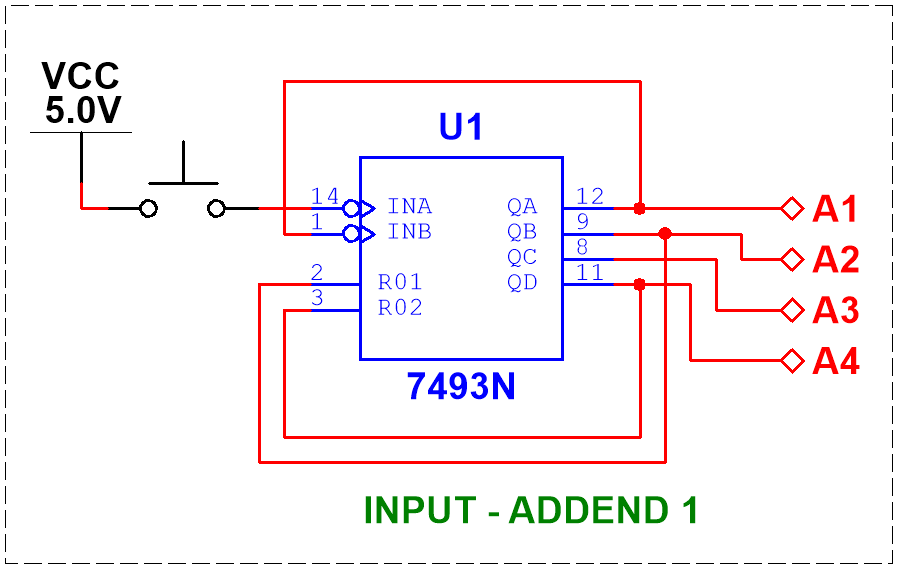 VCC
5.0V
U1
14 INA QA 12 A1
1 INB QB 9 A2
QC 8
2 R01 QD 11 A3
3 R02
A4
7493N
INPUT - ADDEND 1